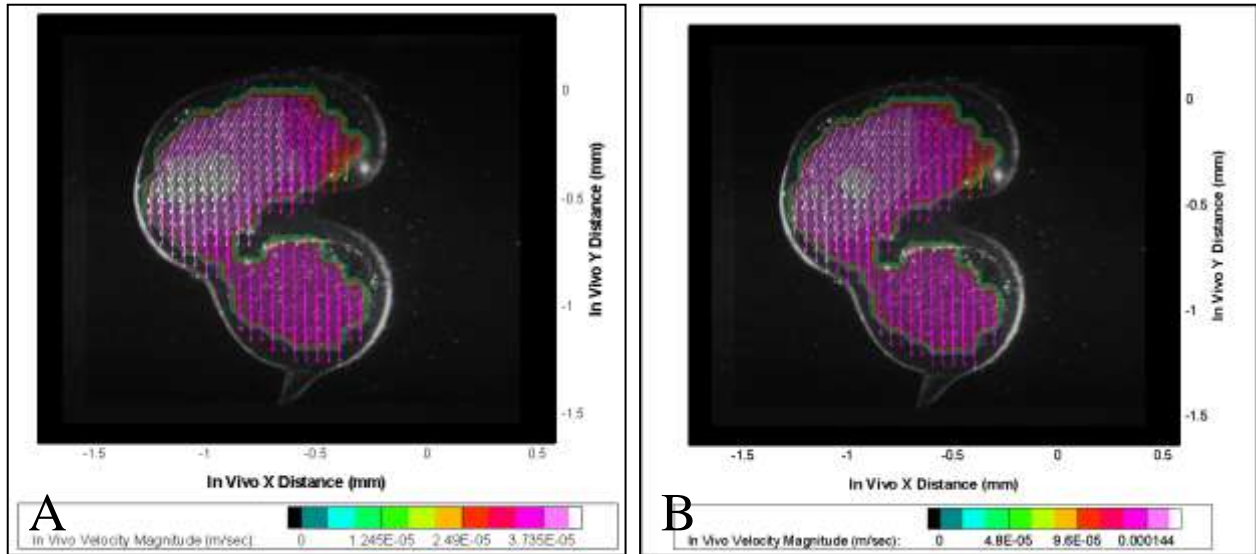 0
-0.5
-1
-1.5
In Vivo Y Distance (mm)
-1.5 -1 -0.5 0 0.5
In Vivo X Distance (mm)
A
In Vivo Velocity Magnitude (m/sec): 0 1.245E-05 2.49E-05 3.735E-05
0
-0.5
-1
-1.5
In Vivo Y Distance (mm)
-1.5 -1 -0.5 0 0.5
In Vivo X Distance (mm)
B
In Vivo Velocity Magnitude (m/sec): 0 4.8E-05 9.6E-05 0.000144